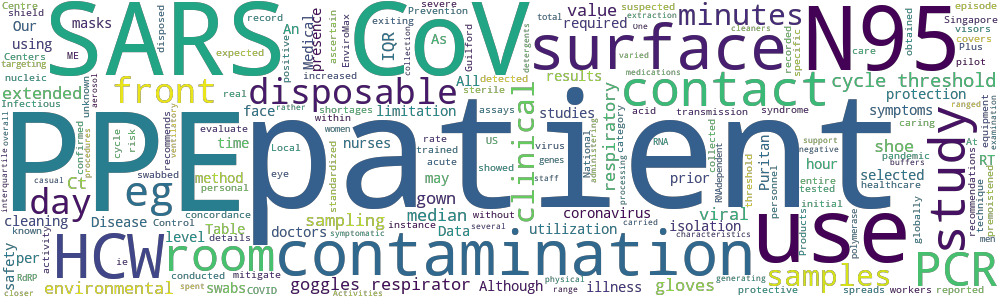 Centre
shield
masks
Our
using
Centers
targeting
ME
disposed
SARS CoV
certain
severe
Prevention
episode
visors
covers
pilot
As
An
record
expected
positive
Medical
presence
EnviroMax
ascertain
IQR
exiting
collection
Guilford
detergents
surface
minutes
value
required
total
cleaners
suspected
extraction
One
varied
medications
N95
Singapore
Plus
care
obtained
specific
recorded
nucleic
extended
Infectious
unknown
aerosol
front
real
disposable
increased
face
rather
shortages
within
All
detected
sterile
limitation
assays
contact
results
studies
respiratory
cycle threshold
protection
symptoms
syndrome
transmission
acid
ranged
equipment
examination
caring
PPE
patient
interquartile
overall
confirmed
procedures
cycle
risk
recommends
ventilatory
swabbed
evaluate
time
Local
eye
women
standardized
nurses
rate
trained
acute
may
US
showed
clinical
virus
genes
staff
National
administering
category
processing
collected
RNA
RNAdependent
threshold
personnel
Puritan
hour
RT
pandemic
buffers
At
support
negative
entire
tested
initial
healthcare
globally
technique
recommendations
premoistened
men
study
casual
known
day
eg
Ct
method
personal
concordance
shoe
selected
prior
cleaning
Disease
Control
Table
details
level
gown
sampling
doctors
symptomatic
median
Data
instance
without
several
coronavirus
utilization
isolation
viral
carried
characteristics
use
Products
polymerase
safety
per
RdRP
closer
activity
HCW
ie
room
conducted
mitigate
environmental
spent
swabs
COVID
contamination
goggles
respirator
Activities
Although
illness
physical
range
gloves
generating
protective
samples
spreads
workers
reported
PCR